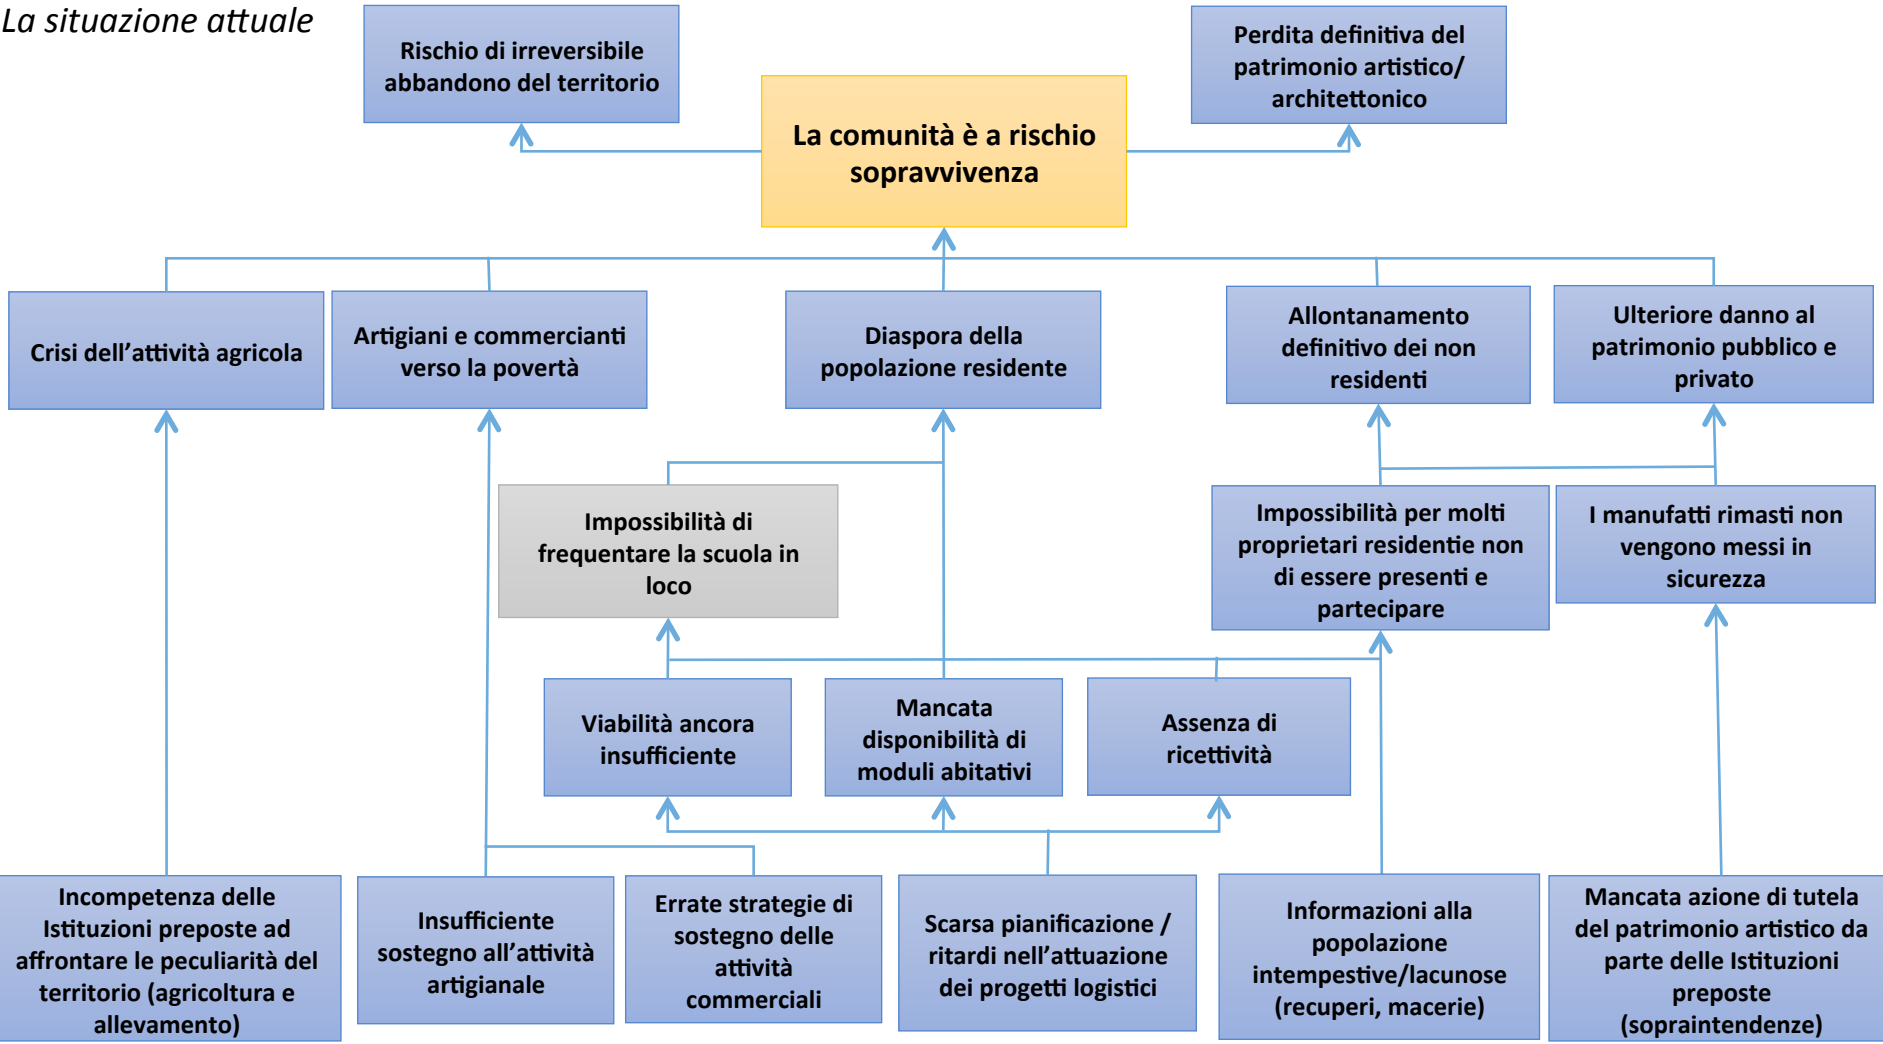 La situazione attuale
Rischio di irreversibile
abbandono del territorio
Perdita definitiva del
patrimonio artistico/
architettonico
La comunità è a rischio
sopravvivenza
Crisi dell’attività agricola
Artigiani e commercianti
verso la povertà
Diaspora della
popolazione residente
Allontanamento
definitivo dei non
residenti
Ulteriore danno al
patrimonio pubblico e
privato
Impossibilità di
frequentare la scuola in
loco
Impossibilità per molti
proprietari residentie non
di essere presenti e
partecipare
I manufatti rimasti non
vengono messi in
sicurezza
Viabilità ancora
insufficiente
Mancata
disponibilità di
moduli abitativi
Assenza di
ricettività
Incompetenza delle
Istituzioni preposte ad
affrontare le peculiarità del
territorio (agricoltura e
allevamento)
Insufficiente
sostegno all’attività
artigianale
Errate strategie di
sostegno delle
attività
commerciali
Scarsa pianificazione /
ritardi nell’attuazione
dei progetti logistici
Informazioni alla
popolazione
intempestive/lacunose
(recuperi, macerie)
Mancata azione di tutela
del patrimonio artistico da
parte delle Istituzioni
preposte
(sopraintendenze)